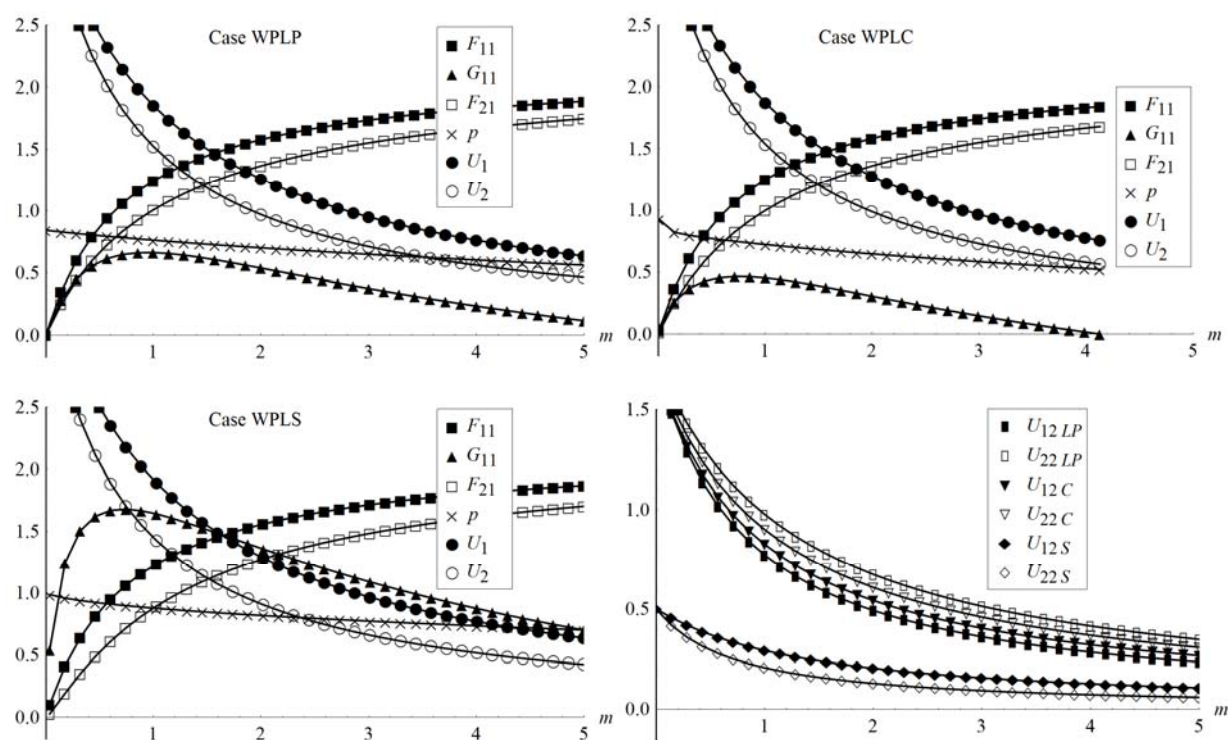 Case WPLP
2.5
2.0
1.5
1.0
0.5
0.0
1 2 3 4 5 m
F11
G11
F21
p
U1
U2
Case WPLC
2.5
2.0
1.5
1.0
0.5
0.0
1 2 3 4 5 m
F11
G11
F21
p
U1
U2
Case WPLS
2.5
2.0
1.5
1.0
0.5
0.0
1 2 3 4 5 m
F11
G11
F21
p
U1
U2
1.5
1.0
0.5
0.0
1 2 3 4 5 m
U12 LP
U22 LP
U12 C
U22 C
U12 S
U22 S